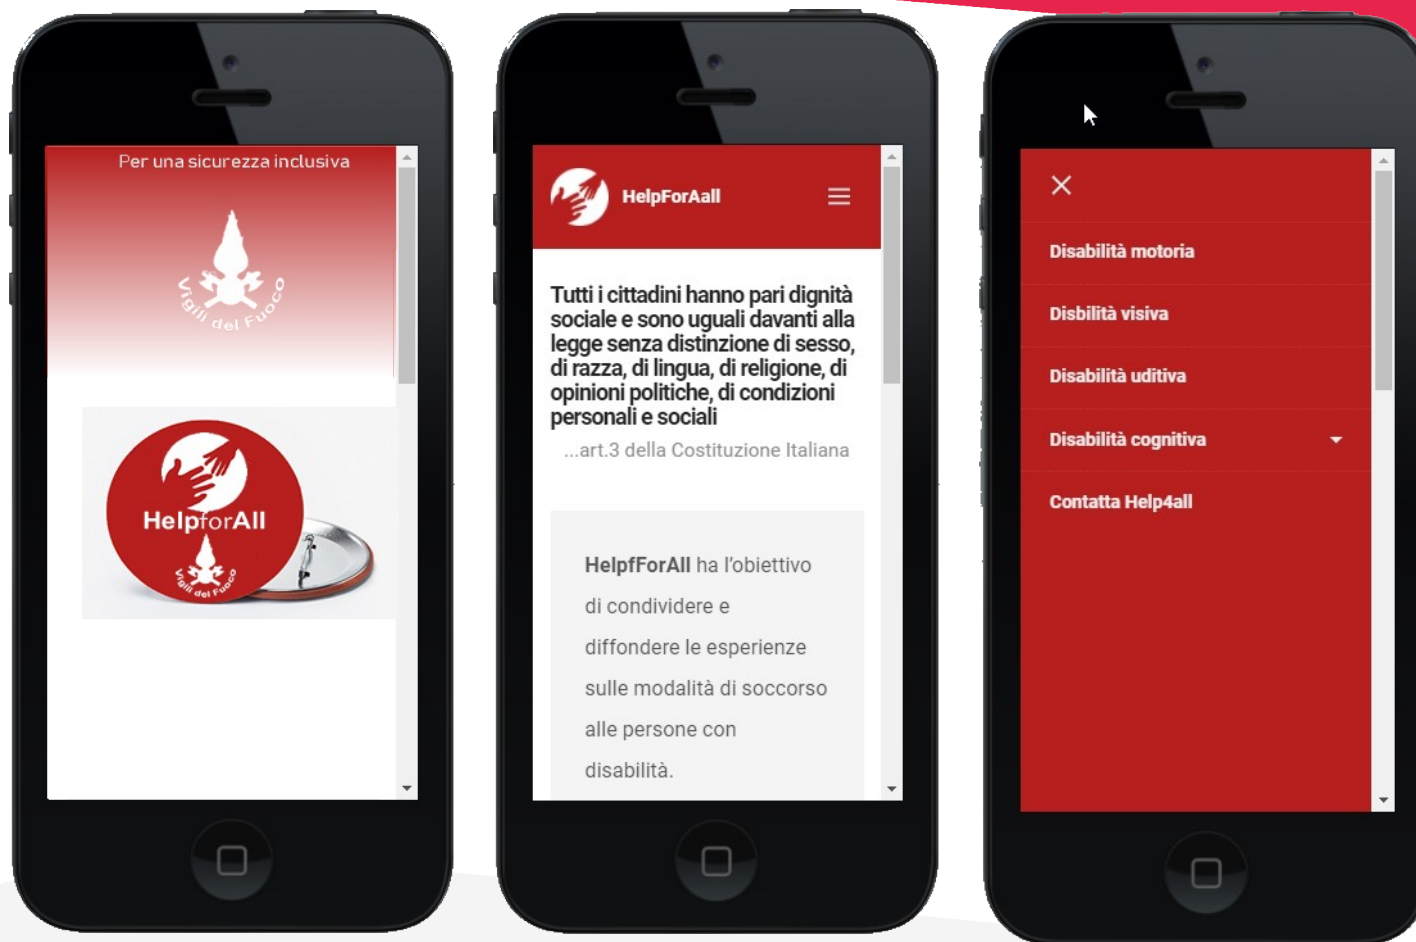 Per una sicurezza inclusiva
Vigili del Fuoco
HelpforAll
Vigili del Fuoco
HelpForAall
Tutti i cittadini hanno pari dignità
sociale e sono uguali davanti alla
legge senza distinzione di sesso,
di razza, di lingua, di religione, di
opinioni politiche, di condizioni
personali e sociali
...art.3 della Costituzione Italiana
HelpfForAll ha l'obiettivo
di condividere e
diffondere le esperienze
sulle modalità di soccorso
alle persone con
disabilità.
Disabilità motoria
Disbilità visiva
Disabilità uditiva
Disabilità cognitiva
Contatta Help4all